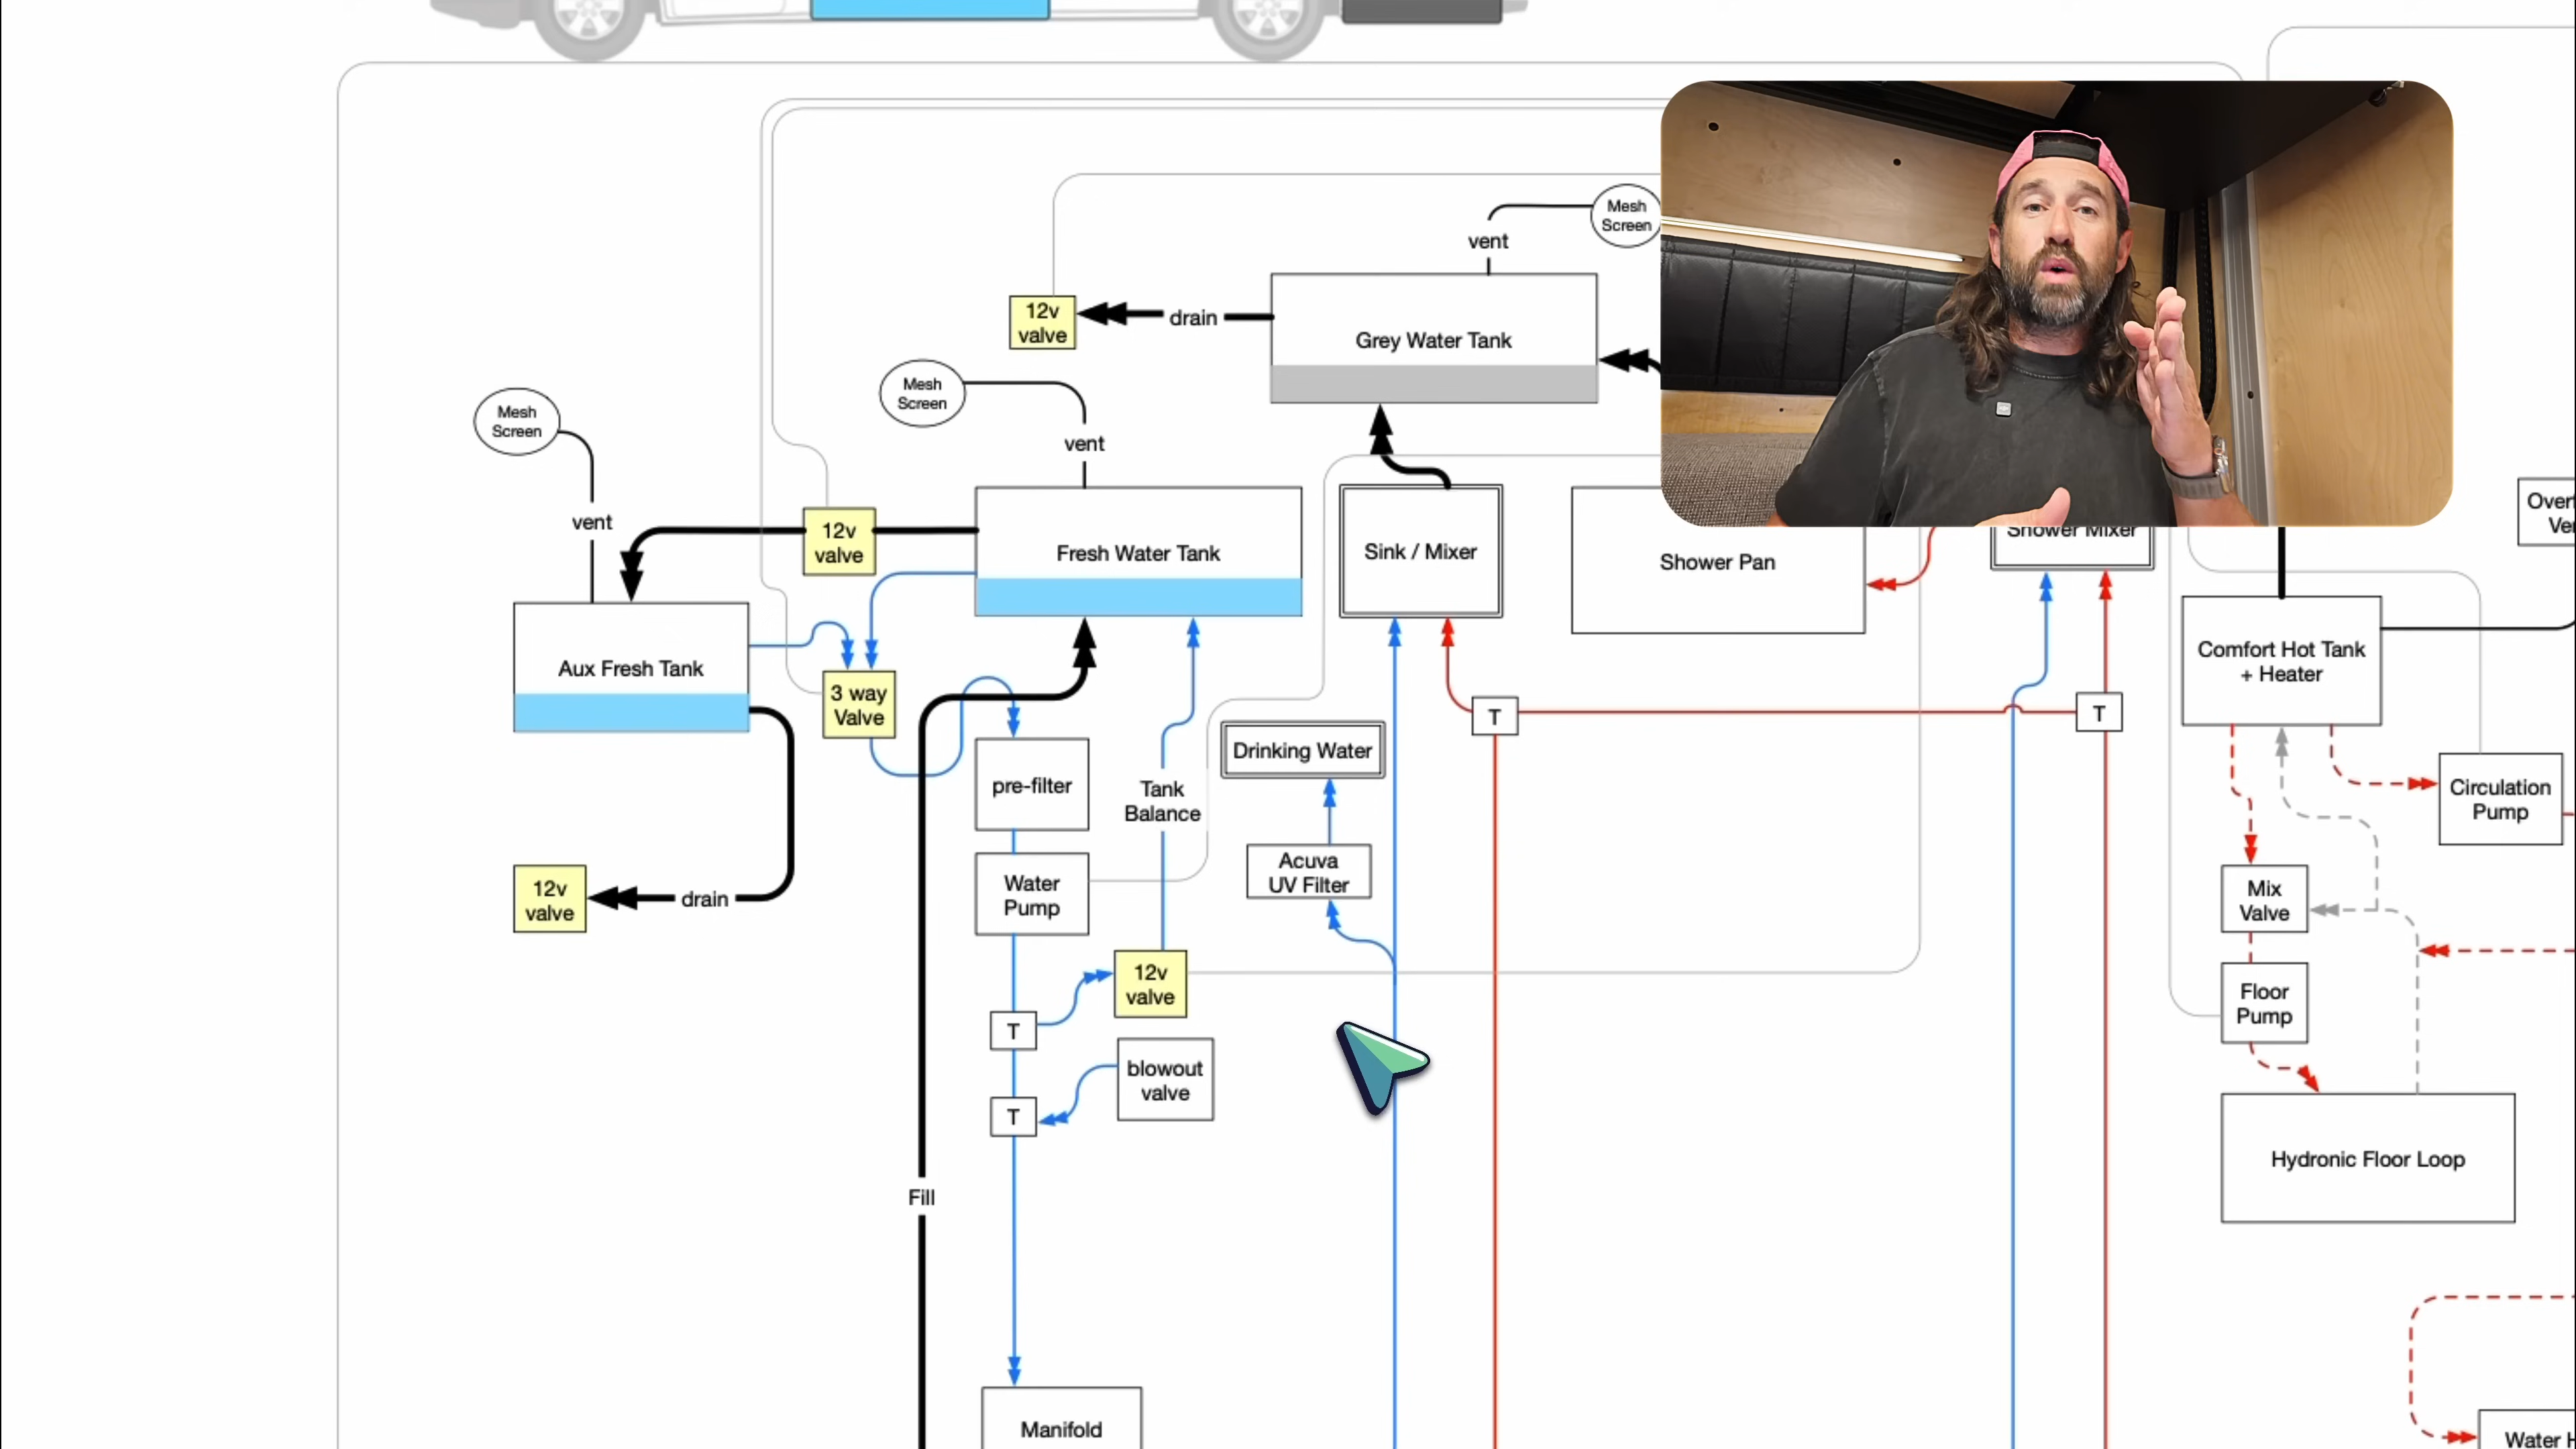 Mesh
Screen
vent
12v
valve
drain
Grey Water Tank
Mesh
Screen
vent
Mesh
Screen
vent
12v
valve
Fresh Water Tank
Sink / Mixer
Shower Pan
Shower Mixer
Aux Fresh Tank
3 way
Valve
Comfort Hot Tank
+ Heater
T
T
Drinking Water
pre-filter
Tank
Balance
Circulation
Pump
Acuva
UV Filter
Water
Pump
12v
valve
drain
Mix
Valve
12v
valve
Floor
Pump
T
blowout
valve
T
Hydronic Floor Loop
Fill
Manifold
Water